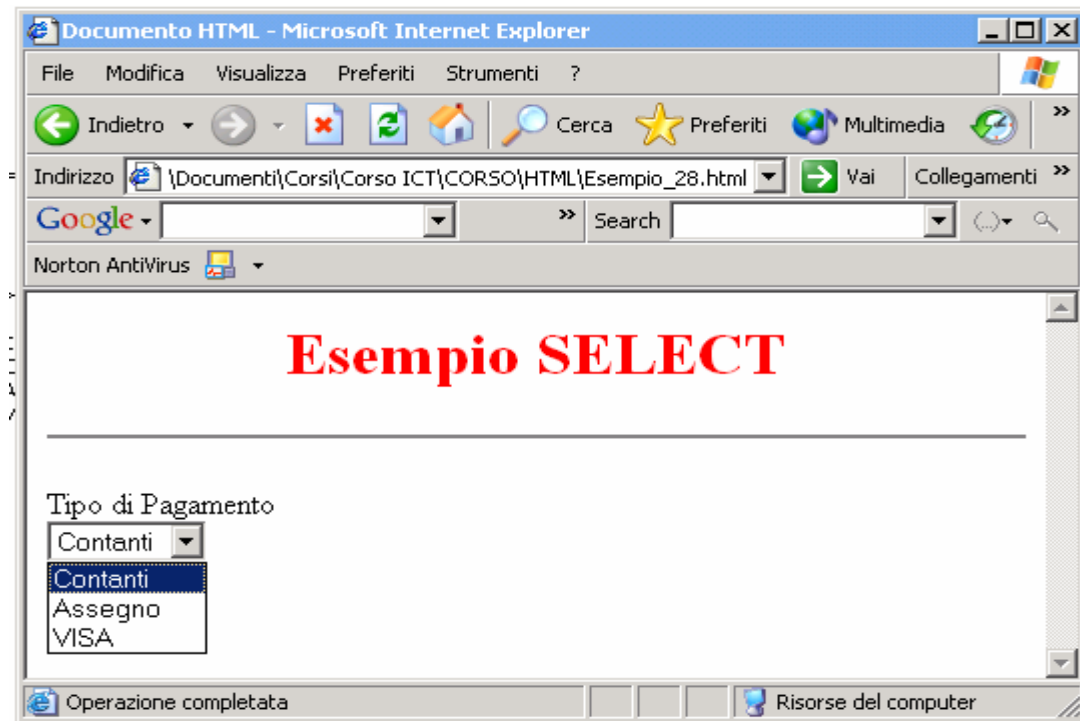 Documento HTML - Microsoft Internet Explorer
File Modifica Visualizza Preferiti Strumenti ?
Indietro Cerca Preferiti Multimedia »
Indirizzo \Documenti\Corsi\Corso ICT\CORSO\HTML\Esempio_28.html Vai Collegamenti »
Google » Search (...)
Norton AntiVirus
Esempio SELECT
Tipo di Pagamento
Contanti
Contanti
Assegno
VISA
Operazione completata Risorse del computer